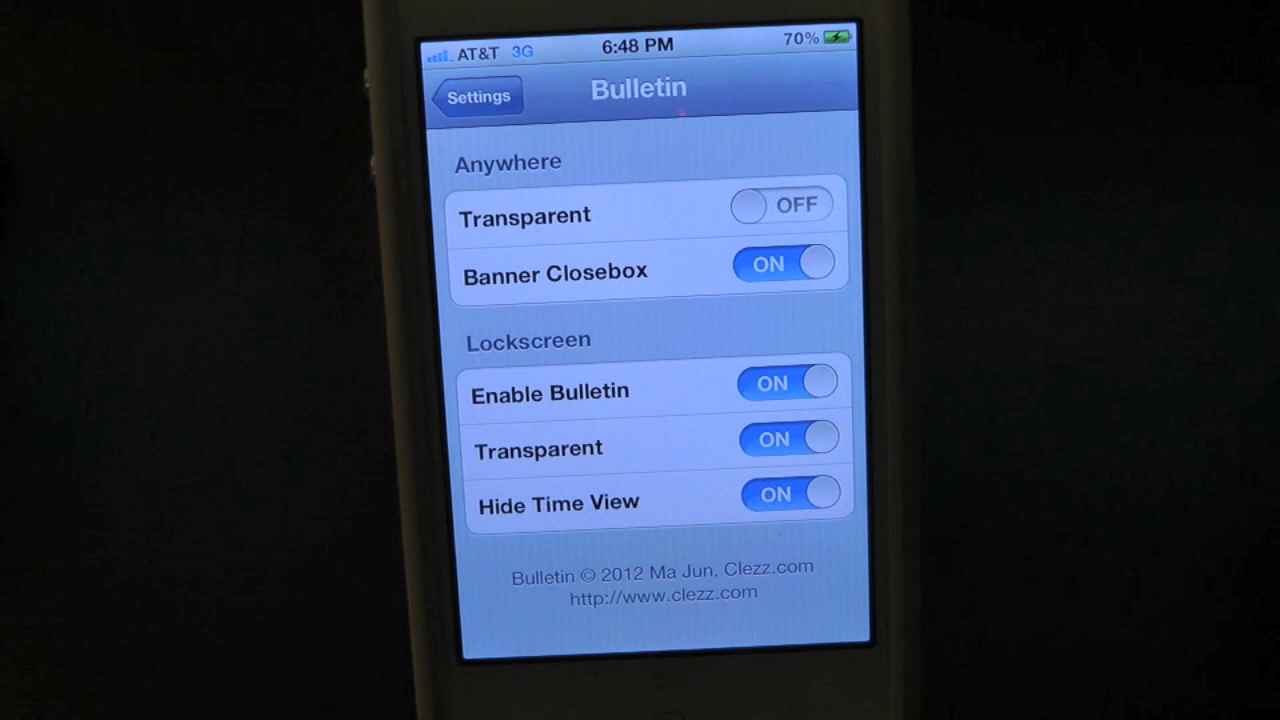 AT&T 3G 6:48 PM 70%
Settings Bulletin
Anywhere
Transparent OFF
Banner Closebox ON
Lockscreen
Enable Bulletin ON
Transparent ON
Hide Time View ON
Bulletin © 2012 Ma Jun, Clezz.com
http://www.clezz.com